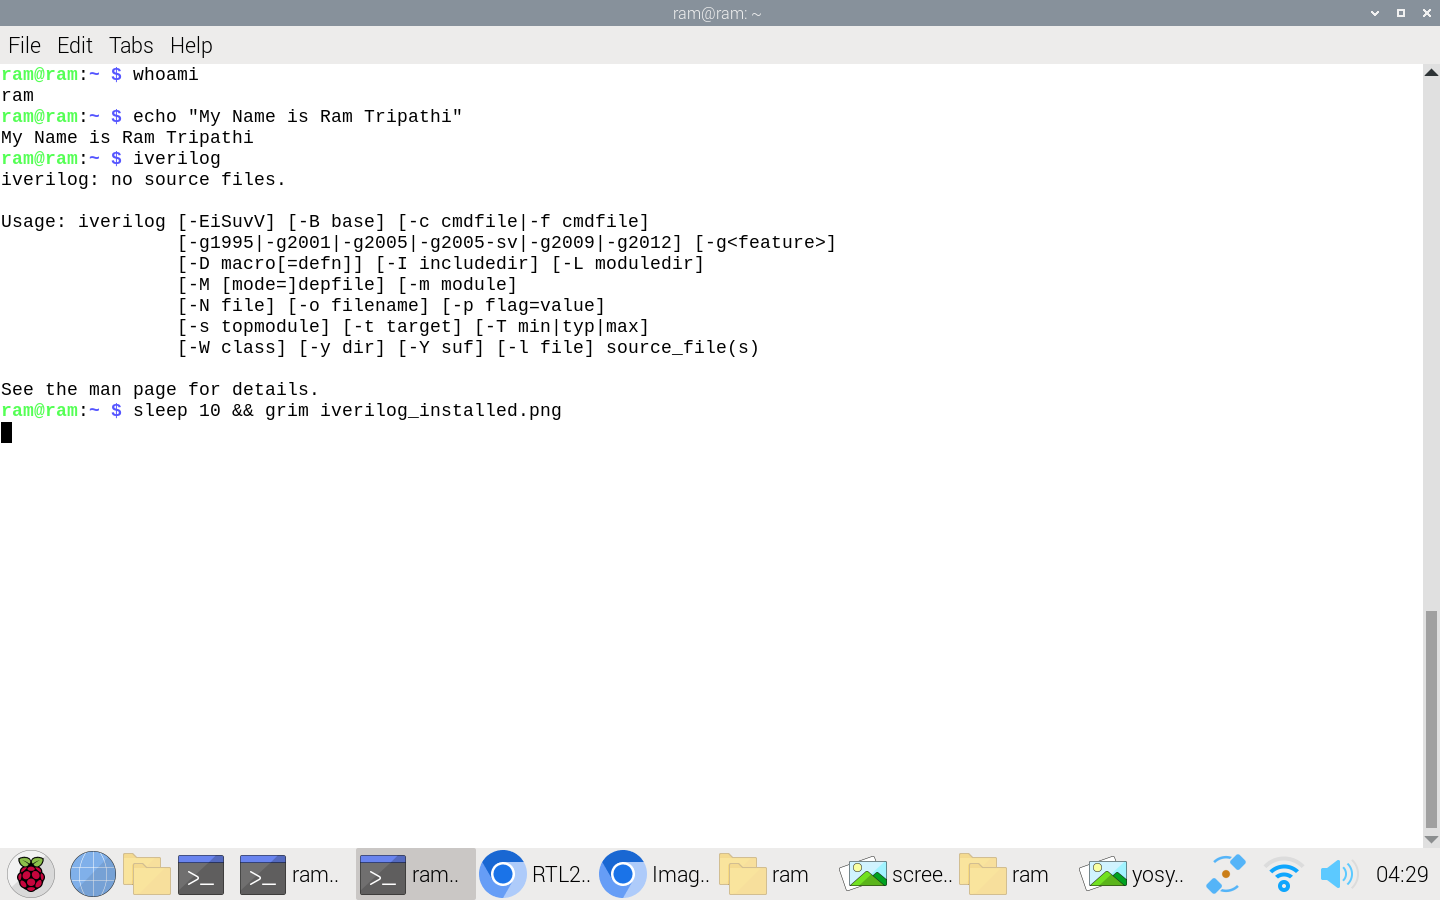 ram@ram: ~
File Edit Tabs Help
ram@ram:~ $ whoami
ram
ram@ram:~ $ echo "My Name is Ram Tripathi"
My Name is Ram Tripathi
ram@ram:~ $ iverilog
iverilog: no source files.
Usage: iverilog [-EiSuvV] [-B base] [-c cmdfile|-f cmdfile]
[-g1995|-g2001|-g2005|-g2005-sv|-g2009|-g2012] [-g<feature>]
[-D macro[=defn]] [-I includedir] [-L moduledir]
[-M [mode=]depfile] [-m module]
[-N file] [-o filename] [-p flag=value]
[-s topmodule] [-t target] [-T min|typ|max]
[-W class] [-y dir] [-Y suf] [-l file] source_file(s)
See the man page for details.
ram@ram:~ $ sleep 10 && grim iverilog_installed.png
>_ >_ ram.. >_ ram.. RTL2.. Imag.. ram scree.. ram yosy.. 04:29